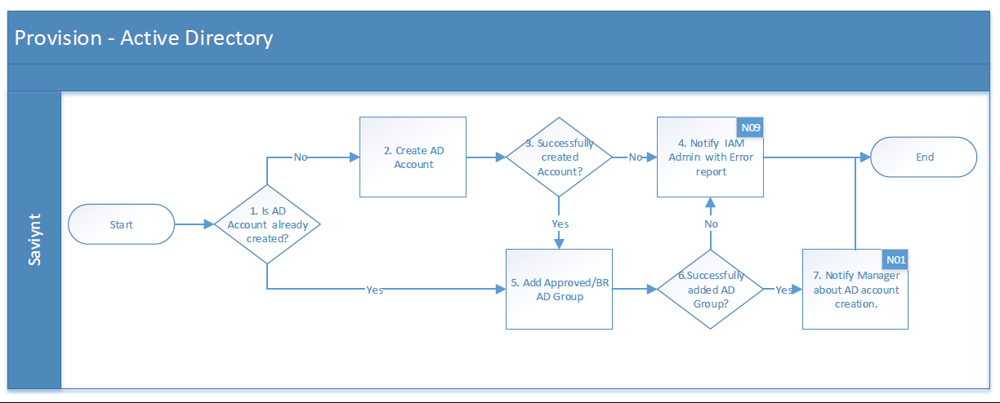 Provision - Active Directory
Saviynt
Start
1. Is AD
Account already
created?
No
Yes
2. Create AD
Account
3. Successfully
created
Account?
No
Yes
N09
4. Notify IAM
Admin with Error
report
End
5. Add Approved/BR
AD Group
6.Successfully
added AD
Group?
No
Yes
N01
7. Notify Manager
about AD account
creation.